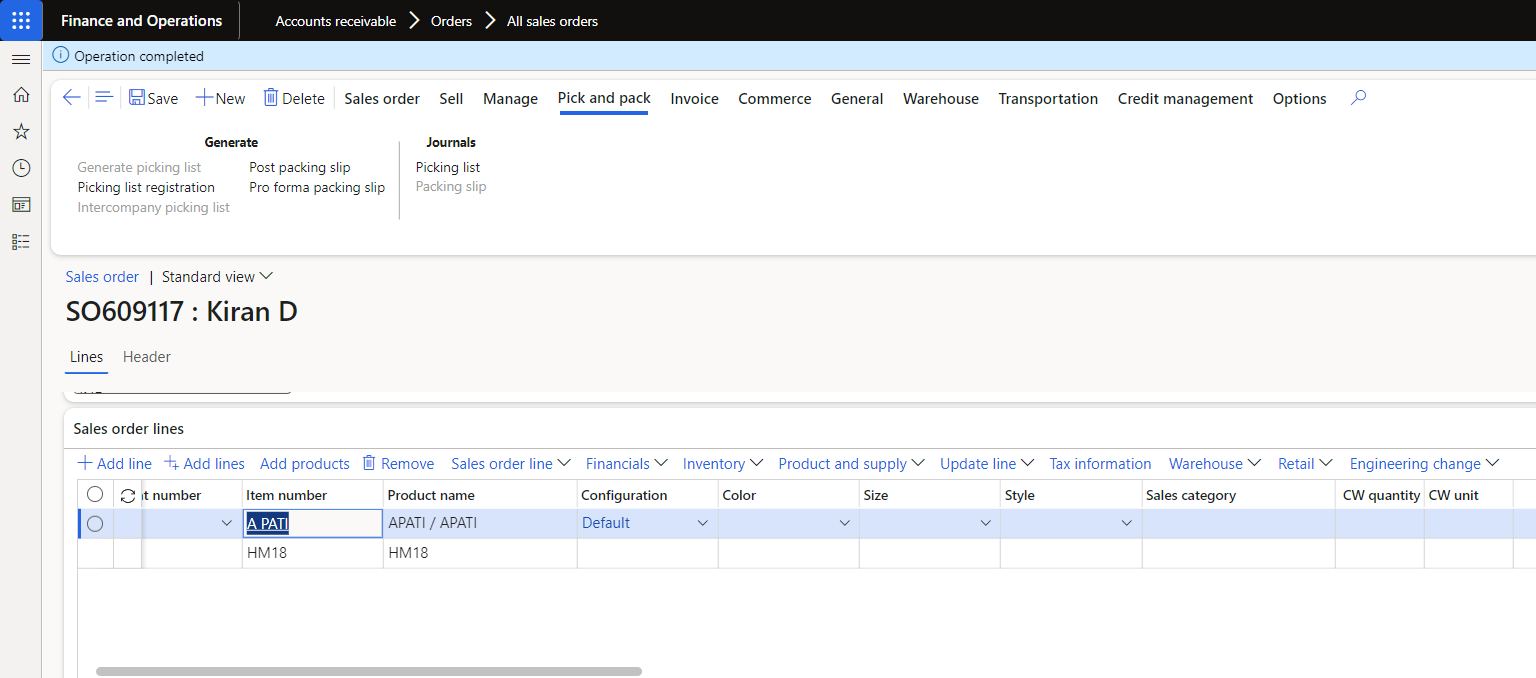 Finance and Operations Accounts receivable Orders All sales orders
Operation completed
Save New Delete Sales order Sell Manage Pick and pack Invoice Commerce General Warehouse Transportation Credit management Options
Generate Journals
Generate picking list Post packing slip Picking list
Picking list registration Pro forma packing slip Packing slip
Intercompany picking list
Sales order | Standard view
SO609117 : Kiran D
Lines Header
Sales order lines
Add line Add lines Add products Remove Sales order line Financials Inventory Product and supply Update line Tax information Warehouse Retail Engineering change
t number Item number Product name Configuration Color Size Style Sales category CW quantity CW unit
A PATI APATI / APATI Default
HM18 HM18